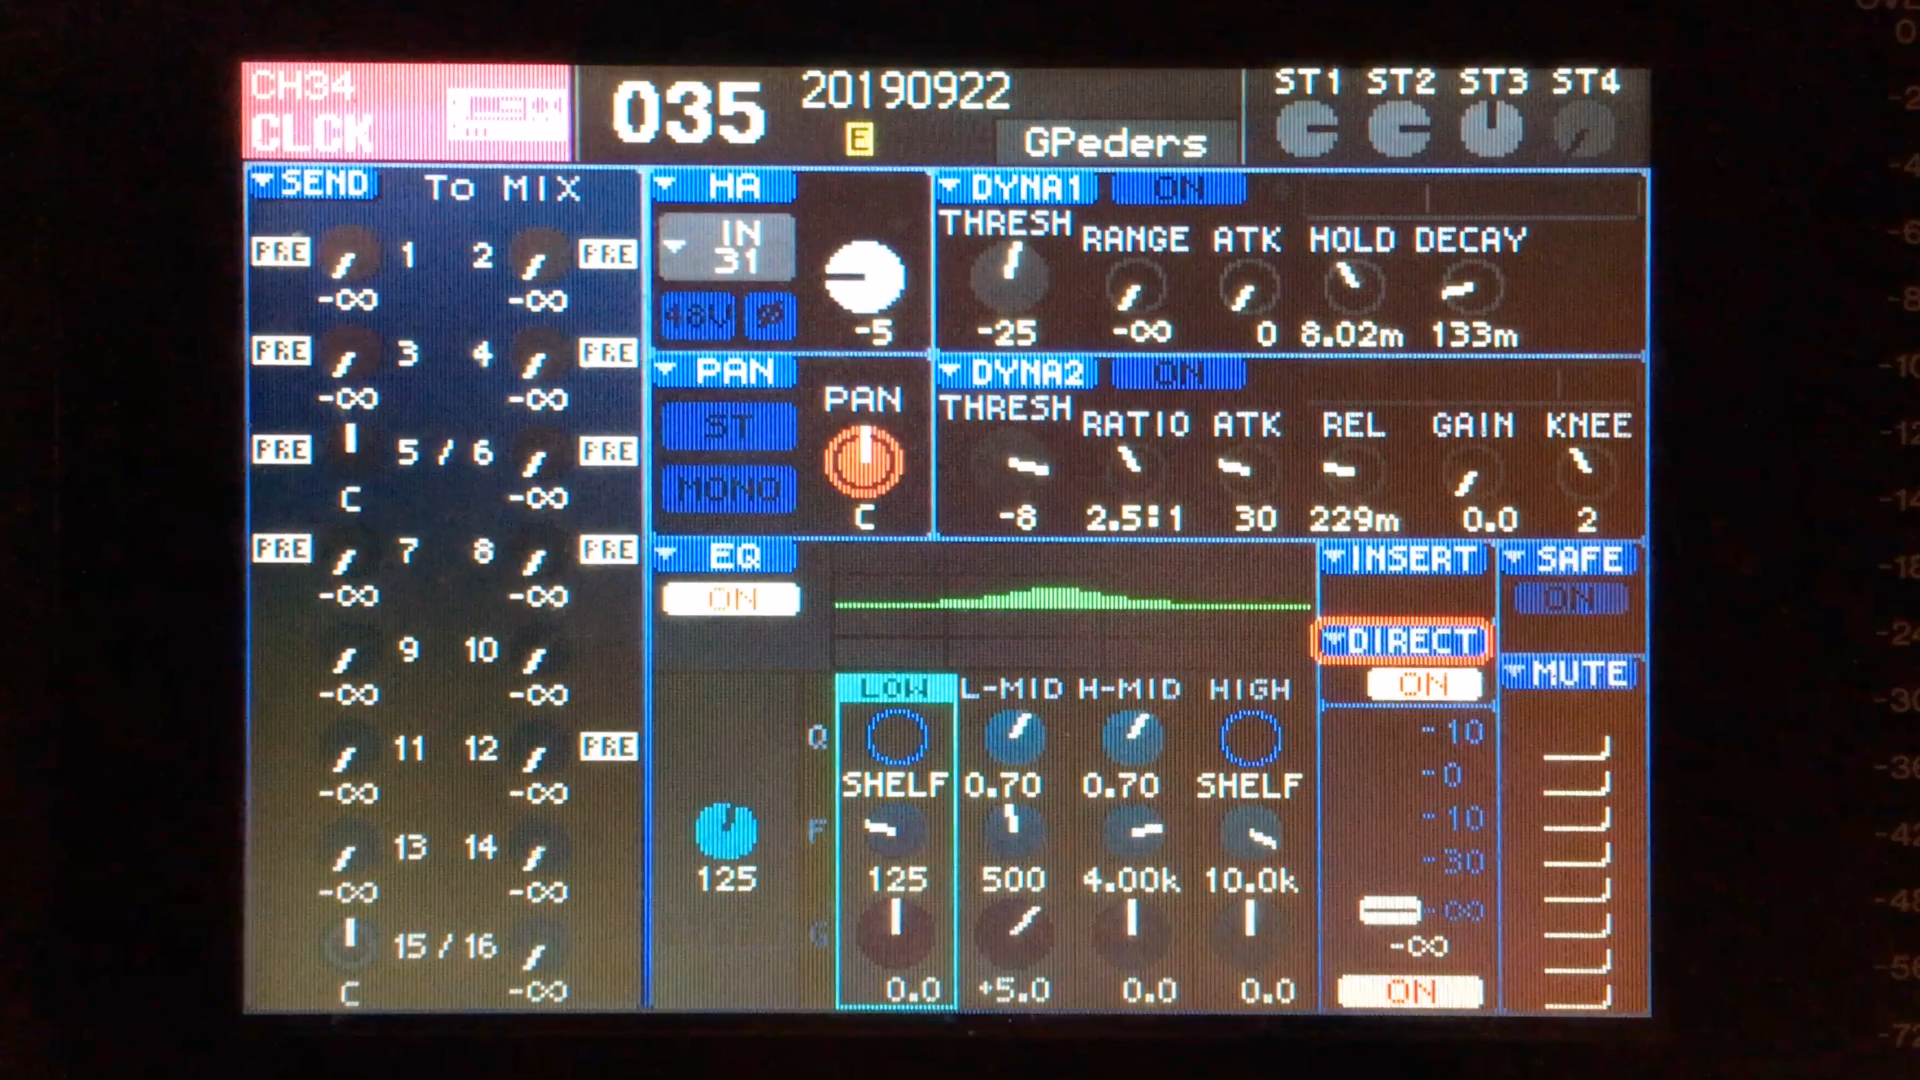 CH34
CLCK
035
20190922
E
GPeders
ST1 ST2 ST3 ST4
SEND TO MIX
PRE 1 2 PRE
-∞ -∞
PRE 3 4 PRE
-∞ -∞
PRE 5 / 6 PRE
C -∞
PRE 7 8 PRE
-∞ -∞
9 10
-∞ -∞
11 12 PRE
-∞ -∞
13 14
-∞ -∞
15 / 16
C -∞
HA
IN
31
48V Ø
-5
PAN
ST
MONO
PAN
C
DYNA1 ON
THRESH RANGE ATK HOLD DECAY
-25 -∞ 0 8.02m 133m
DYNA2 ON
THRESH RATIO ATK REL GAIN KNEE
-8 2.5:1 30 229m 0.0 2
EQ
ON
LOW L-MID H-MID HIGH
Q
SHELF 0.70 0.70 SHELF
F
125
125 500 4.00k 10.0k
G
0.0 +5.0 0.0 0.0
INSERT
DIRECT
ON
-10
-0
-10
-30
-∞
-∞
ON
SAFE
ON
MUTE